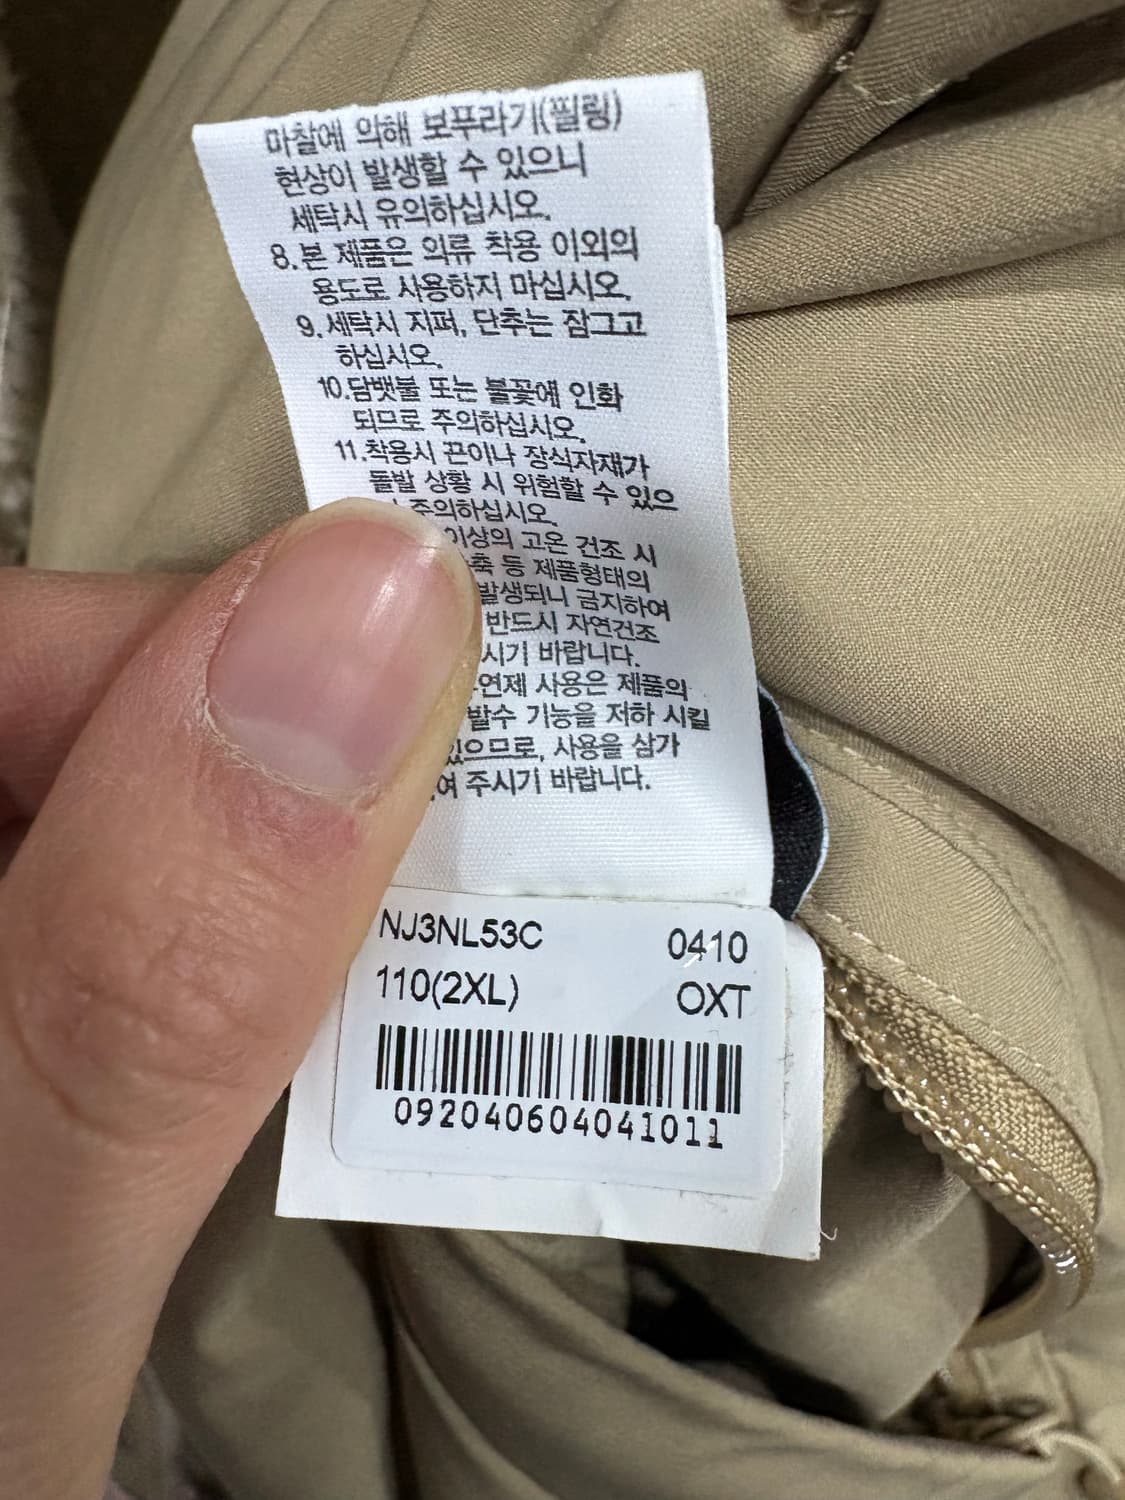 마찰에 의해 보푸라기(필링)
현상이 발생할 수 있으니
세탁시 유의하십시오.
8.본 제품은 의류 착용 이외의
용도로 사용하지 마십시오.
9.세탁시 지퍼, 단추는 잠그고
하십시오.
10.담뱃불 또는 불꽃에 인화
되므로 주의하십시오.
11.착용시 끈이나 장식자재가
돌발 상황 시 위험할 수 있으
주의하십시오.
이상의 고온 건조 시
축 등 제품형태의
발생되니 금지하여
반드시 자연건조
시기 바랍니다.
연제 사용은 제품의
발수 기능을 저하 시킬
있으므로, 사용을 삼가
여 주시기 바랍니다.
NJ3NL53C 0410
110(2XL) OXT
092040604041011